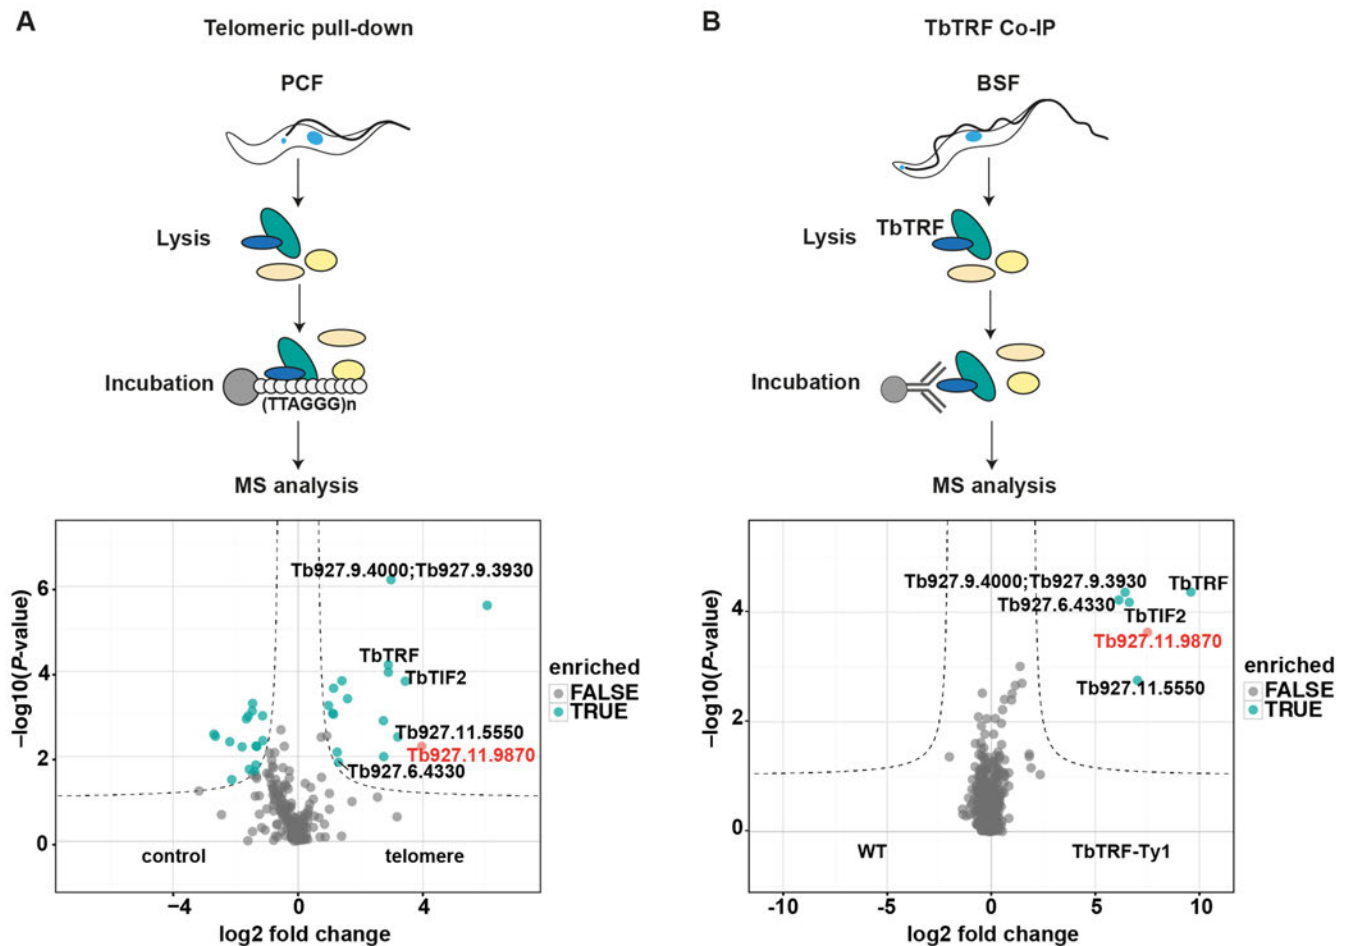 A
Telomeric pull-down
PCF
Lysis
Incubation
(TTAGGG)n
MS analysis
Tb927.9.4000;Tb927.9.3930
TbTRF
TbTIF2
Tb927.11.5550
Tb927.11.9870
Tb927.6.4330
control
telomere
–log10(P-value)
6
4
2
0
−4
0
4
log2 fold change
enriched
FALSE
TRUE
B
TbTRF Co-IP
BSF
Lysis
TbTRF
Incubation
MS analysis
Tb927.9.4000;Tb927.9.3930
TbTRF
Tb927.6.4330
TbTIF2
Tb927.11.9870
Tb927.11.5550
WT
TbTRF-Ty1
–log10(P-value)
4
2
0
-10
-5
0
5
10
log2 fold change
enriched
FALSE
TRUE